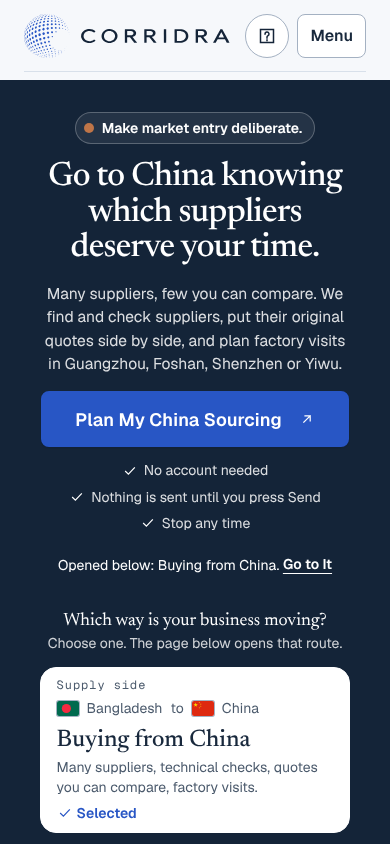 CORRIDRA
Menu
Make market entry deliberate.
Go to China knowing
which suppliers
deserve your time.
Many suppliers, few you can compare. We
find and check suppliers, put their original
quotes side by side, and plan factory visits
in Guangzhou, Foshan, Shenzhen or Yiwu.
Plan My China Sourcing ↗
✓ No account needed
✓ Nothing is sent until you press Send
✓ Stop any time
Opened below: Buying from China. Go to It
Which way is your business moving?
Choose one. The page below opens that route.
Supply side
Bangladesh to China
Buying from China
Many suppliers, technical checks, quotes
you can compare, factory visits.
✓ Selected